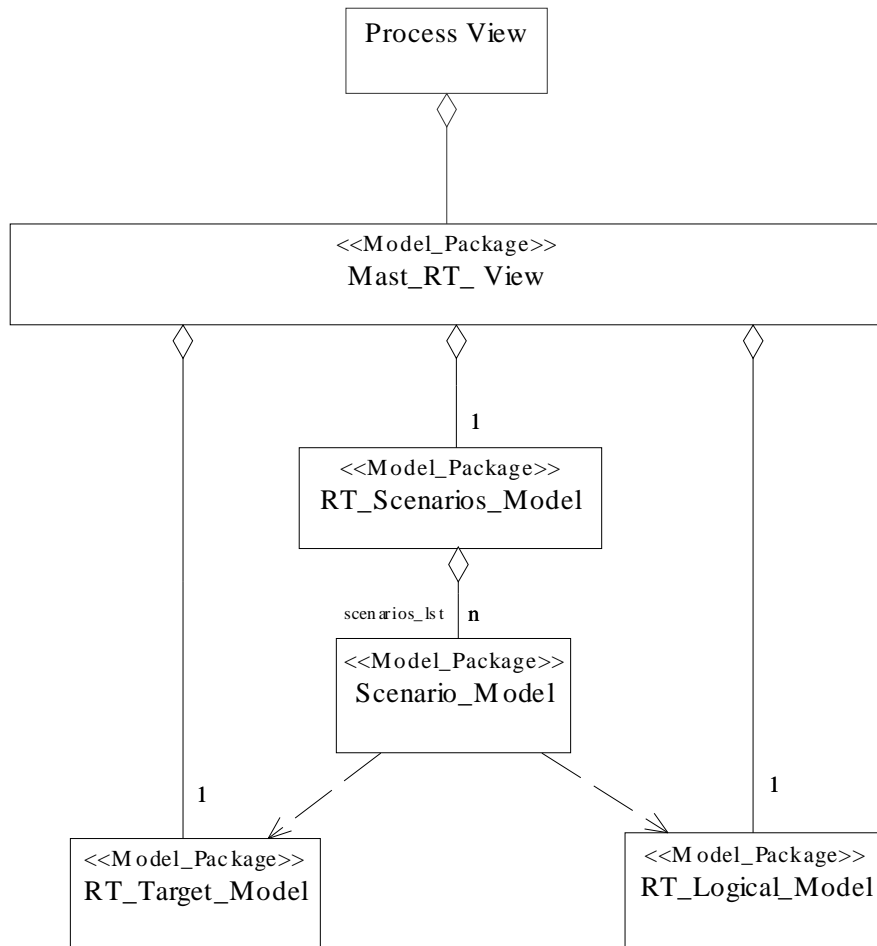 Process View
<<Model_Package>>
Mast_RT_ View
1
<<Model_Package>>
RT_Scenarios_Model
scenarios_lst n
<<Model_Package>>
Scenario_Model
1
1
<<Model_Package>>
RT_Target_Model
<<Model_Package>>
RT_Logical_Model